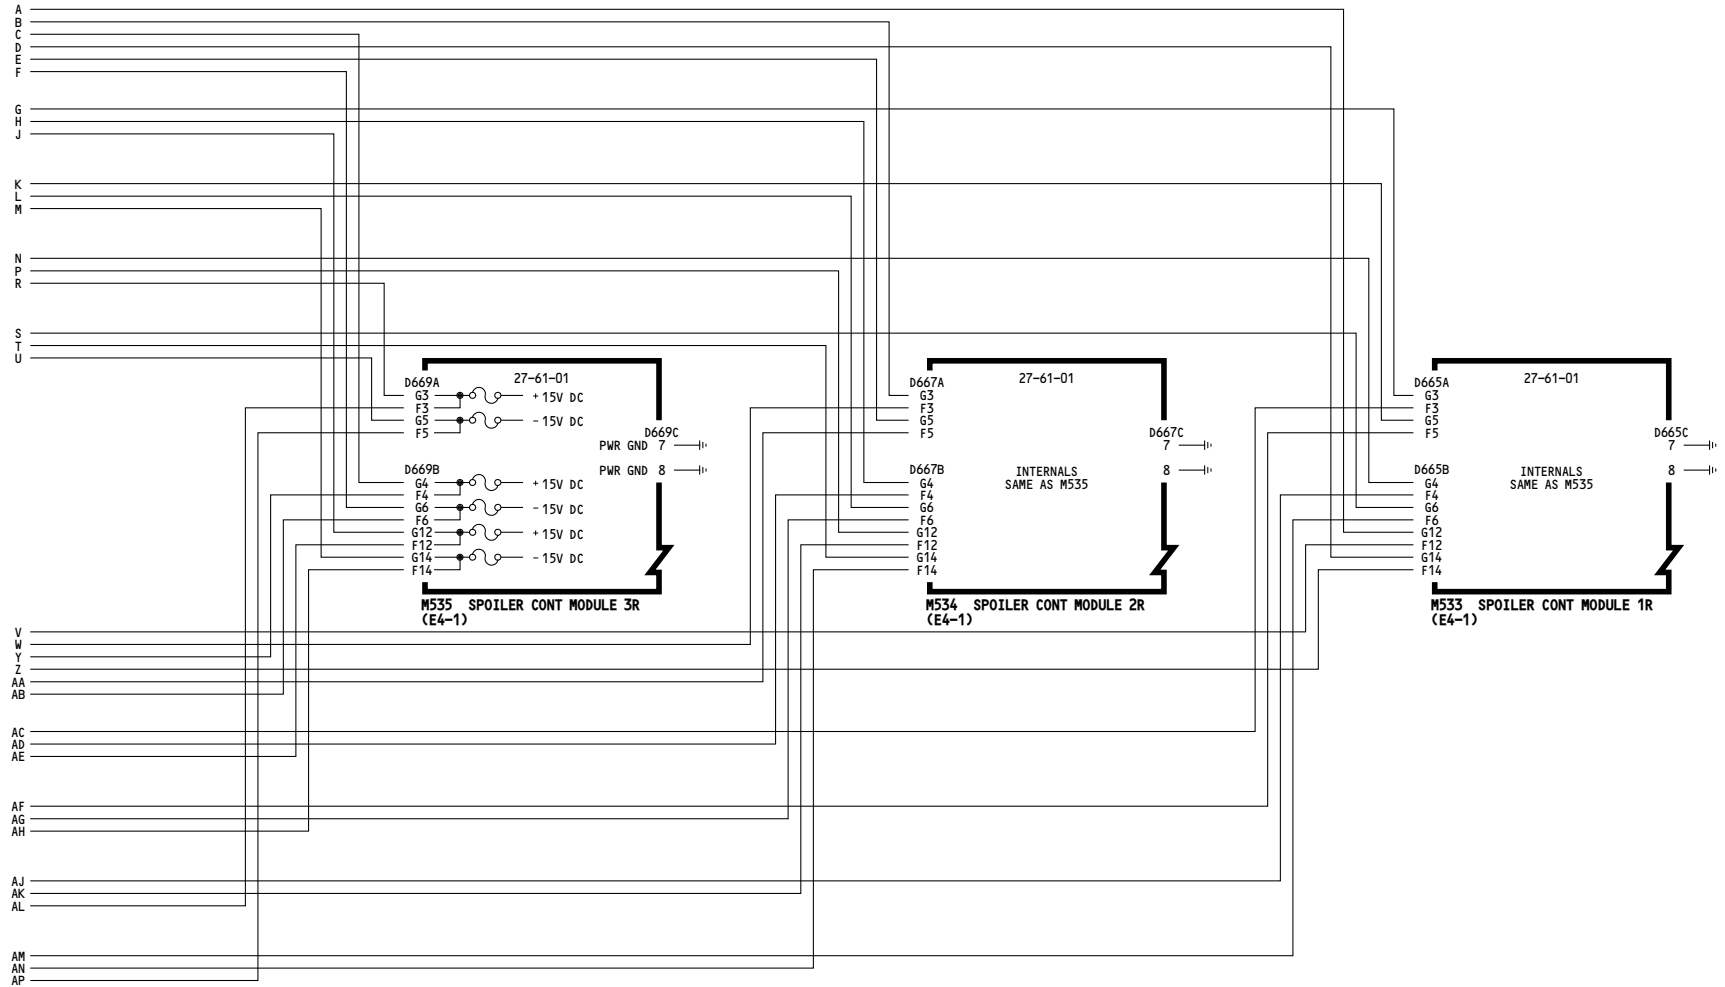 A
B
C
D
E
F
G
H
J
K
L
M
N
P
R
S
T
U
D669A
27-61-01
G3
+15V DC
F3
G5
-15V DC
F5
D669C
PWR GND 7
D669B
PWR GND 8
G4
+15V DC
F4
G6
-15V DC
F6
G12
+15V DC
F12
G14
-15V DC
F14
M535 SPOILER CONT MODULE 3R
(E4-1)
D667A
27-61-01
G3
F3
G5
F5
D667C
7
D667B
8
INTERNALS
SAME AS M535
G4
F4
G6
F6
G12
F12
G14
F14
M534 SPOILER CONT MODULE 2R
(E4-1)
D665A
27-61-01
G3
F3
G5
F5
D665C
7
D665B
8
INTERNALS
SAME AS M535
G4
F4
G6
F6
G12
F12
G14
F14
M533 SPOILER CONT MODULE 1R
(E4-1)
V
W
Y
Z
AA
AB
AC
AD
AE
AF
AG
AH
AJ
AK
AL
AM
AN
AP